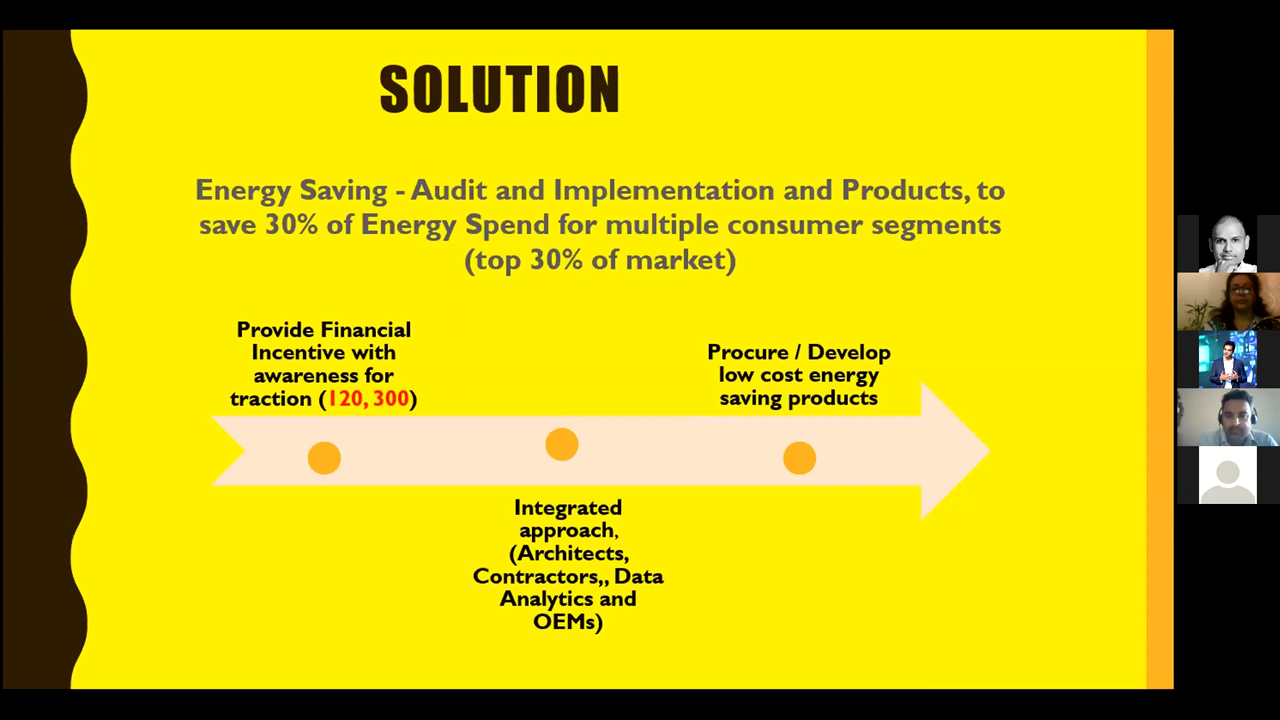 SOLUTION
Energy Saving - Audit and Implementation and Products, to
save 30% of Energy Spend for multiple consumer segments
(top 30% of market)
Provide Financial
Incentive with
awareness for
traction (120, 300)
Integrated
approach,
(Architects,
Contractors,, Data
Analytics and
OEMs)
Procure / Develop
low cost energy
saving products